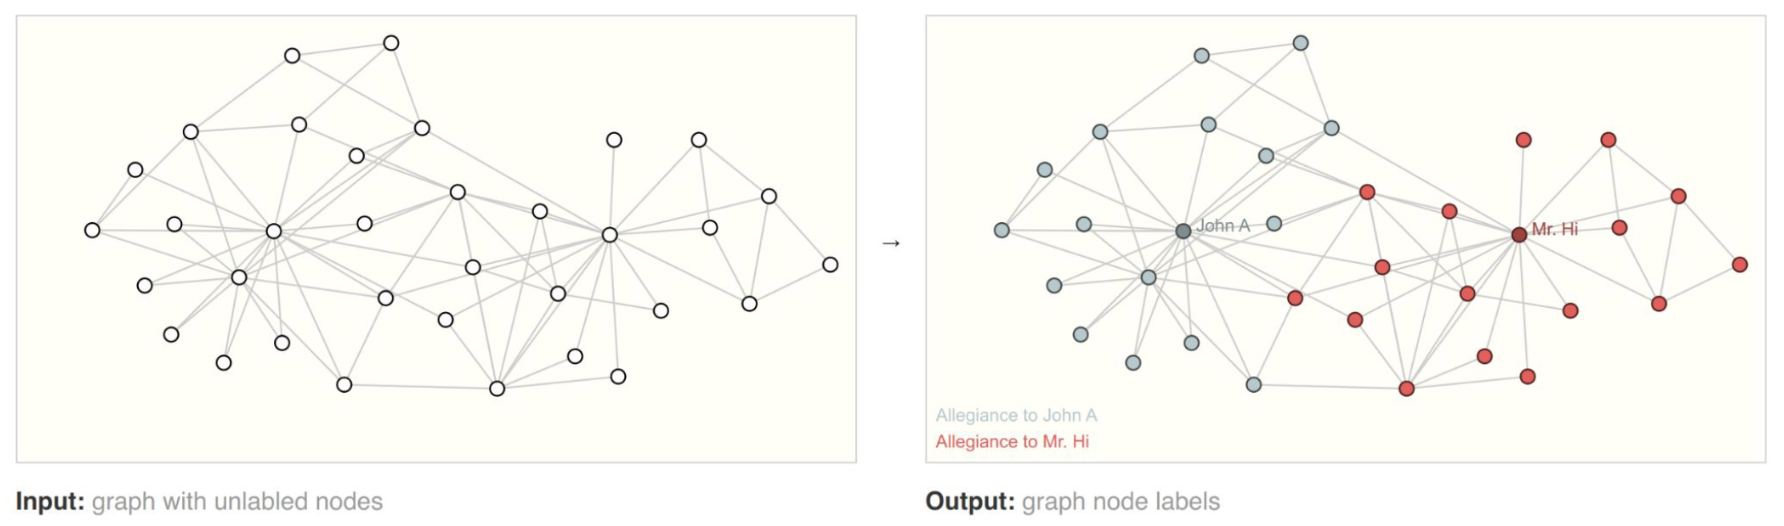 →
John A
Mr. Hi
Allegiance to John A
Allegiance to Mr. Hi
Input: graph with unlabled nodes
Output: graph node labels